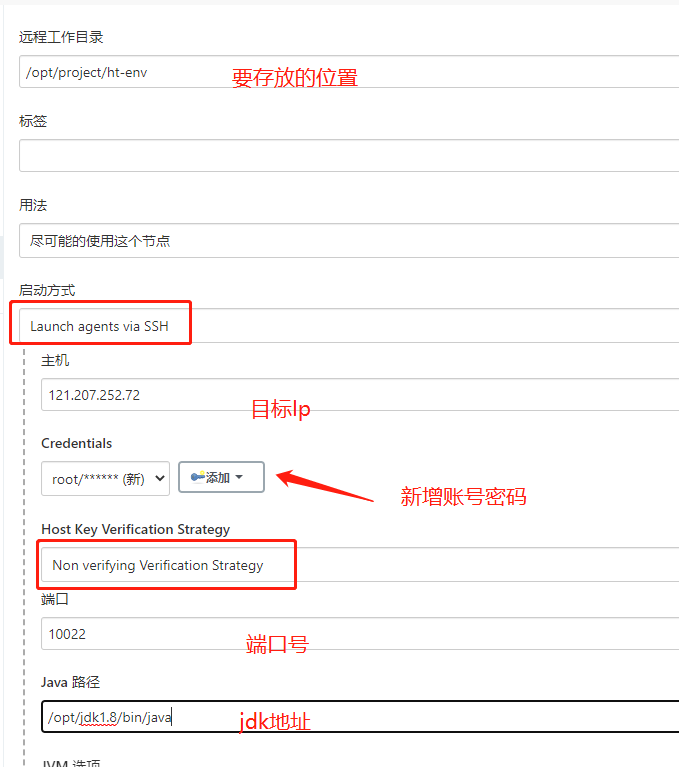 远程工作目录
/opt/project/ht-env
要存放的位置
标签
用法
尽可能的使用这个节点
启动方式
Launch agents via SSH
主机
121.207.252.72
目标Ip
Credentials
root/****** (新)
添加
新增账号密码
Host Key Verification Strategy
Non verifying Verification Strategy
端口
10022
端口号
Java 路径
/opt/jdk1.8/bin/java
jdk地址
JVM 选项